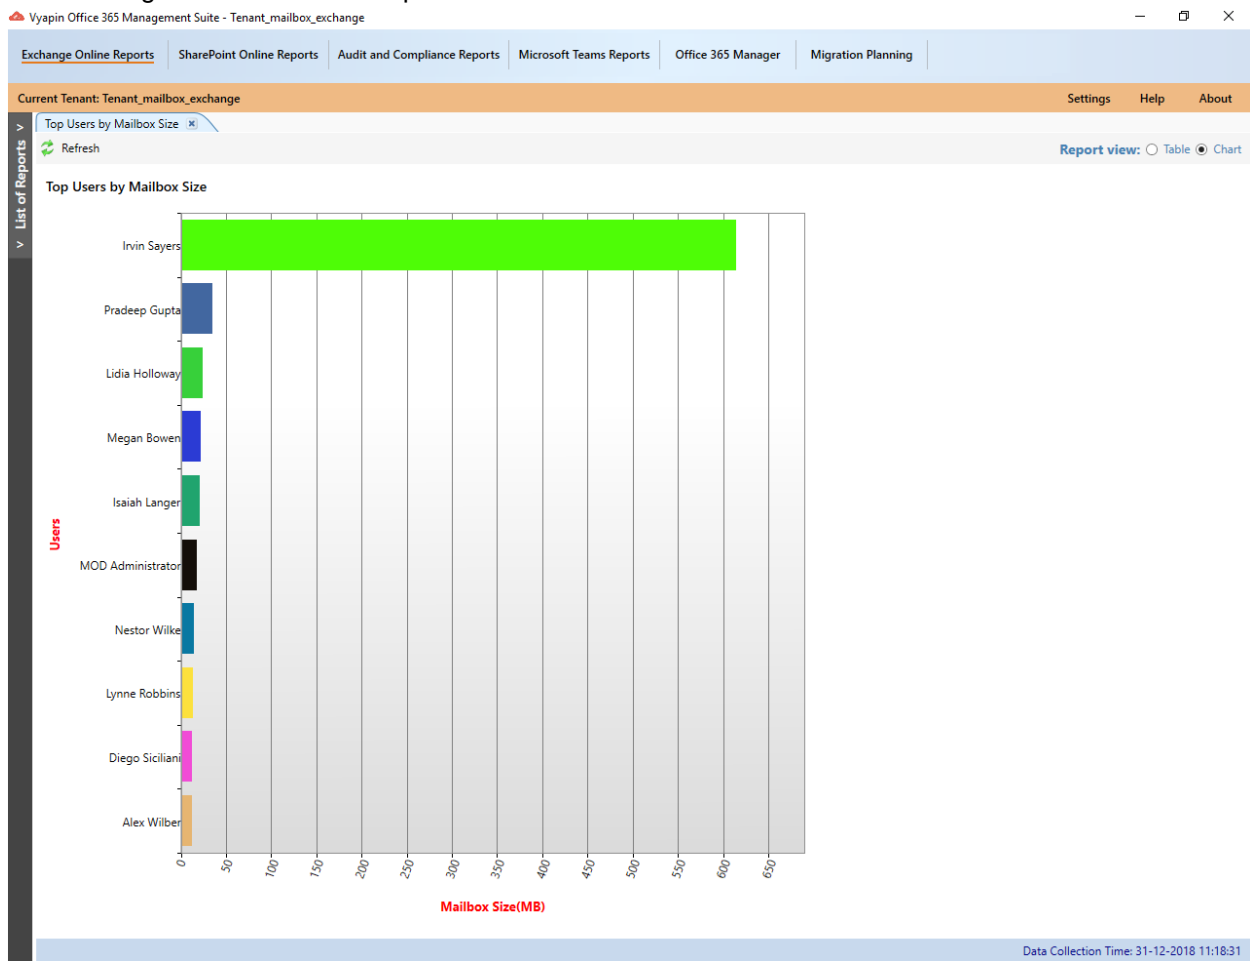 Vyapin Office 365 Management Suite - Tenant_mailbox_exchange
Exchange Online Reports SharePoint Online Reports Audit and Compliance Reports Microsoft Teams Reports Office 365 Manager Migration Planning
Current Tenant: Tenant_mailbox_exchange Settings Help About
> List of Reports >
Top Users by Mailbox Size
Refresh Report view: Table Chart
Top Users by Mailbox Size
Users
Irvin Sayers
Pradeep Gupta
Lidia Holloway
Megan Bowen
Isaiah Langer
MOD Administrator
Nestor Wilke
Lynne Robbins
Diego Siciliani
Alex Wilber
0 50 100 150 200 250 300 350 400 450 500 550 600 650
Mailbox Size(MB)
Data Collection Time: 31-12-2018 11:18:31